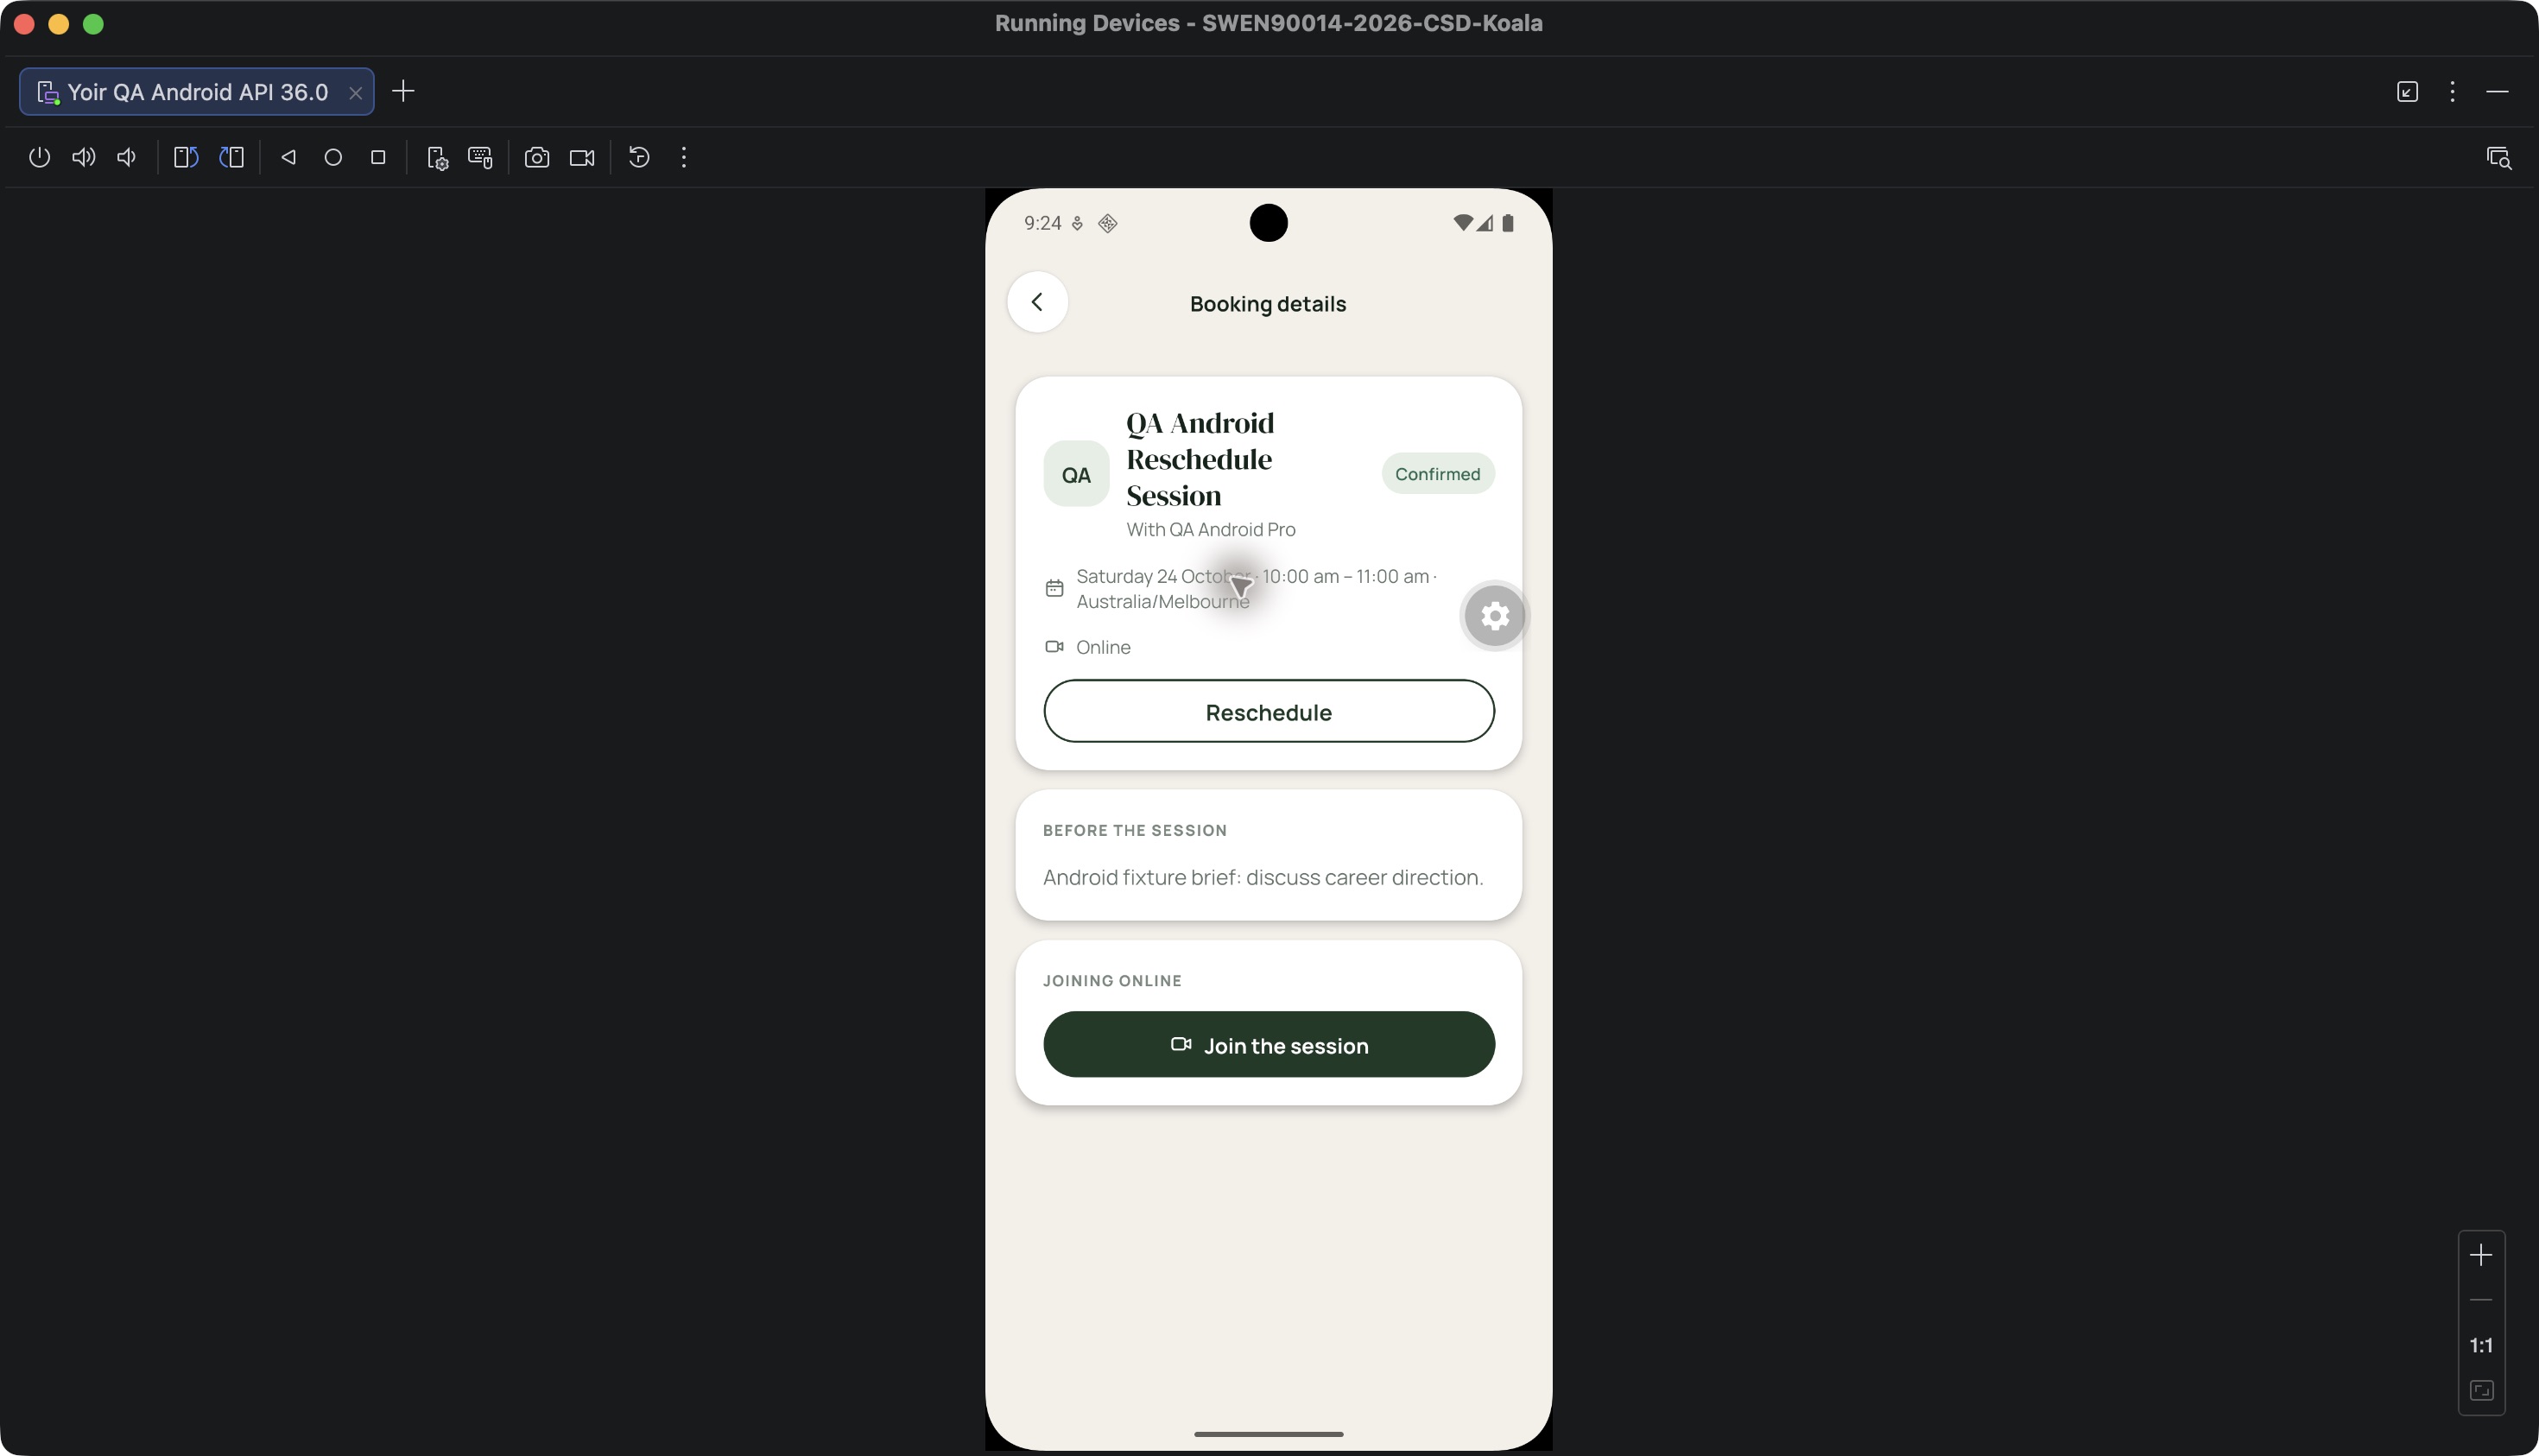 Running Devices - SWEN90014-2026-CSD-Koala
Yoir QA Android API 36.0
9:24
Booking details
QA
QA Android
Reschedule
Session
With QA Android Pro
Confirmed
Saturday 24 October · 10:00 am – 11:00 am ·
Australia/Melbourne
Online
Reschedule
BEFORE THE SESSION
Android fixture brief: discuss career direction.
JOINING ONLINE
Join the session
1:1